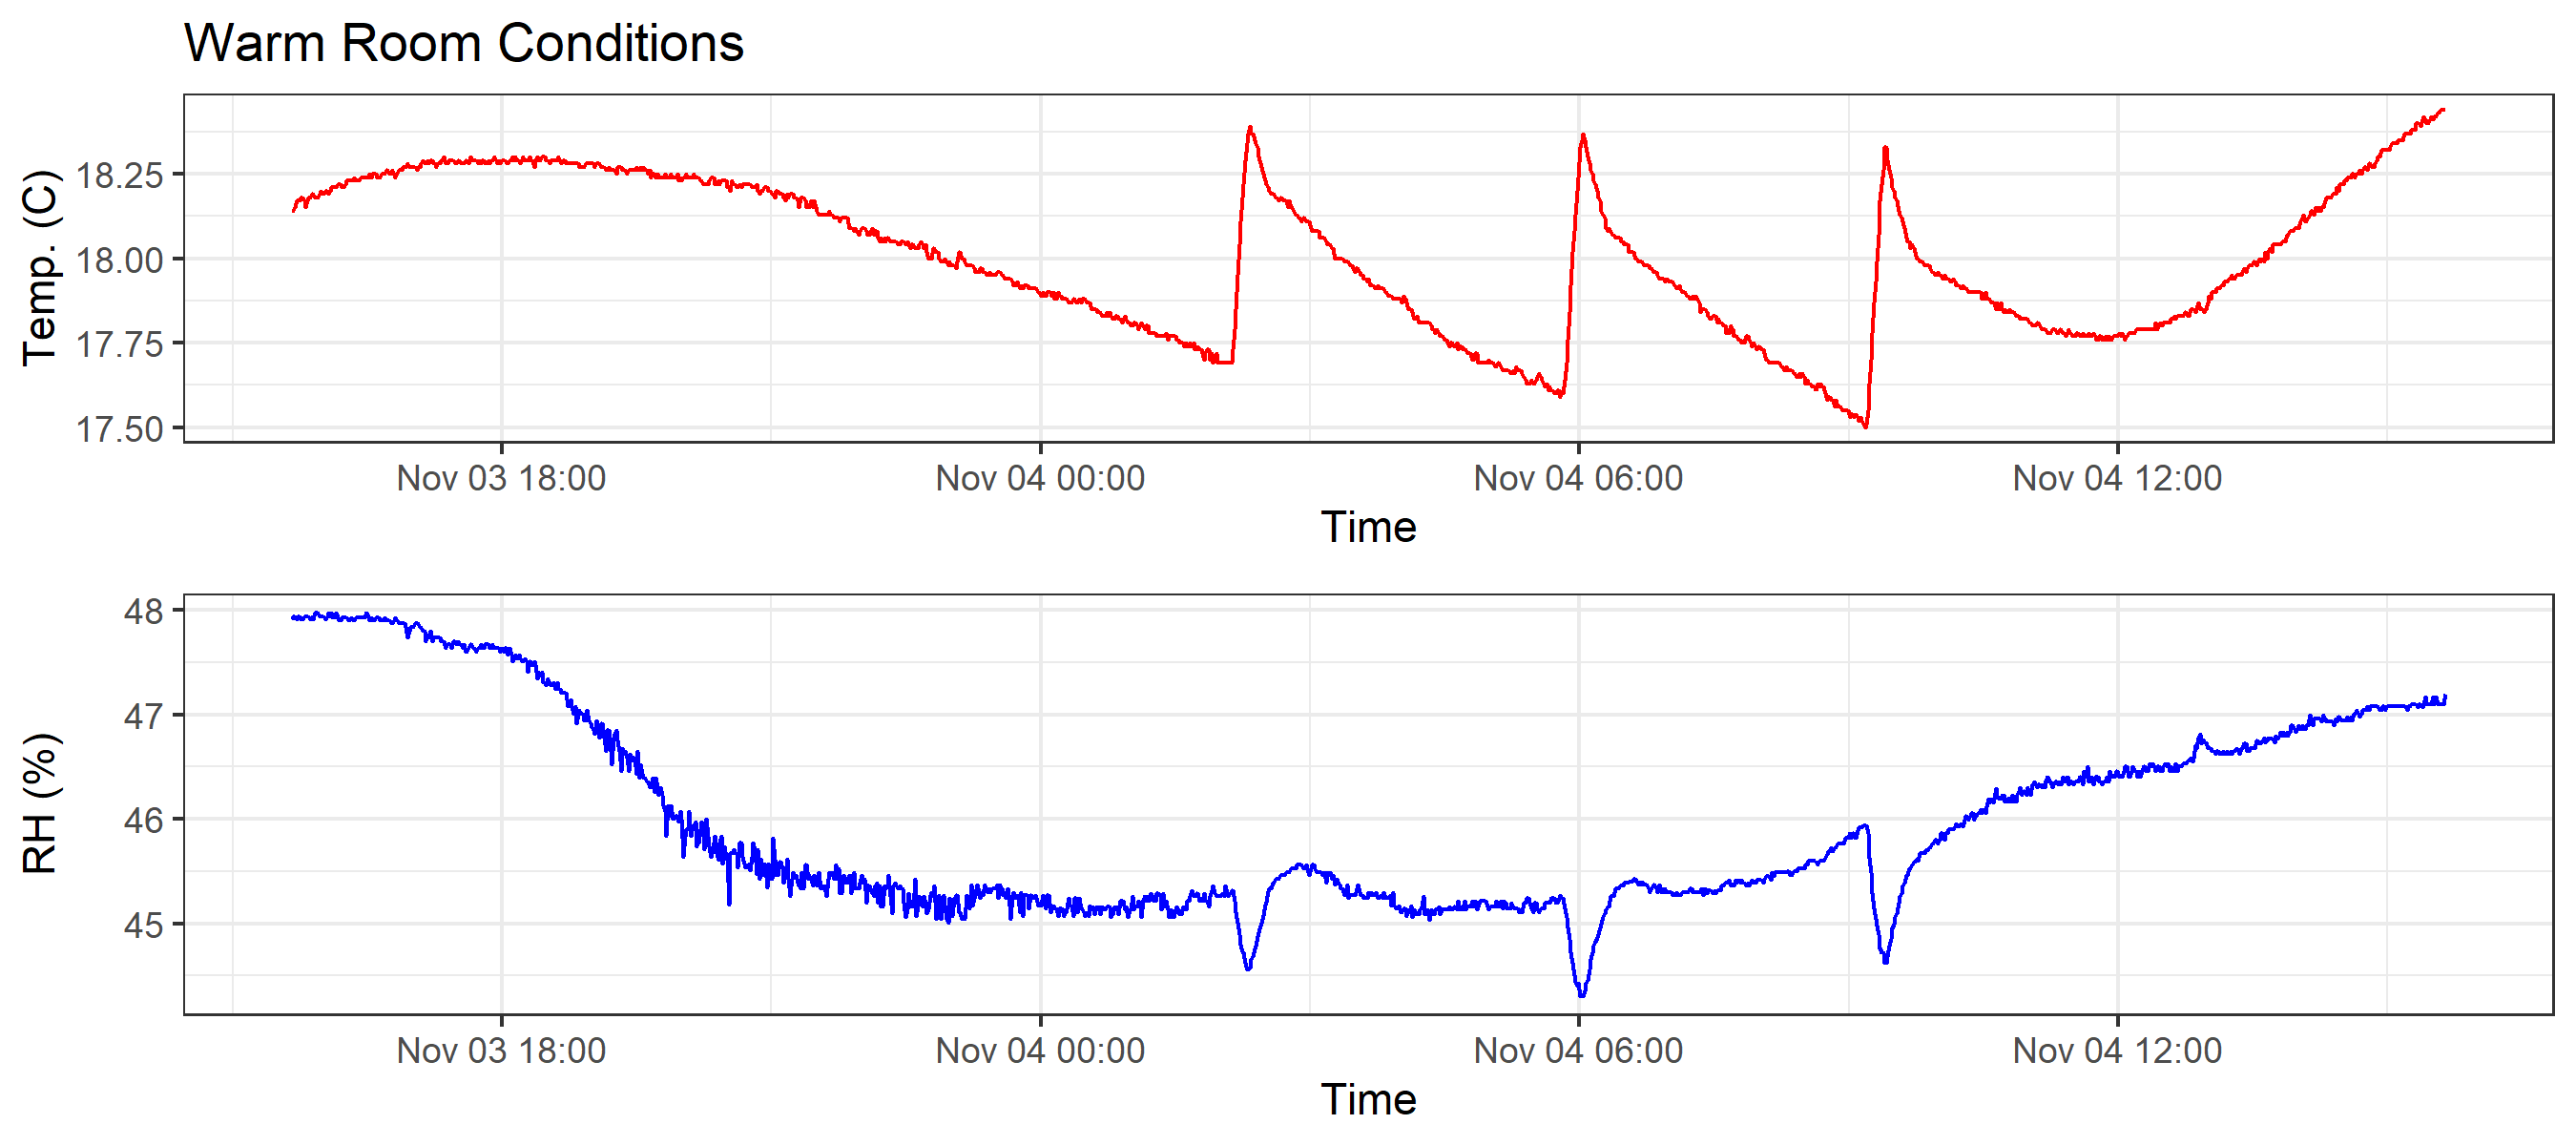 Warm Room Conditions
Temp. (C)
18.25
18.00
17.75
17.50
Nov 03 18:00 Nov 04 00:00 Nov 04 06:00 Nov 04 12:00
Time
RH (%)
48
47
46
45
Nov 03 18:00 Nov 04 00:00 Nov 04 06:00 Nov 04 12:00
Time